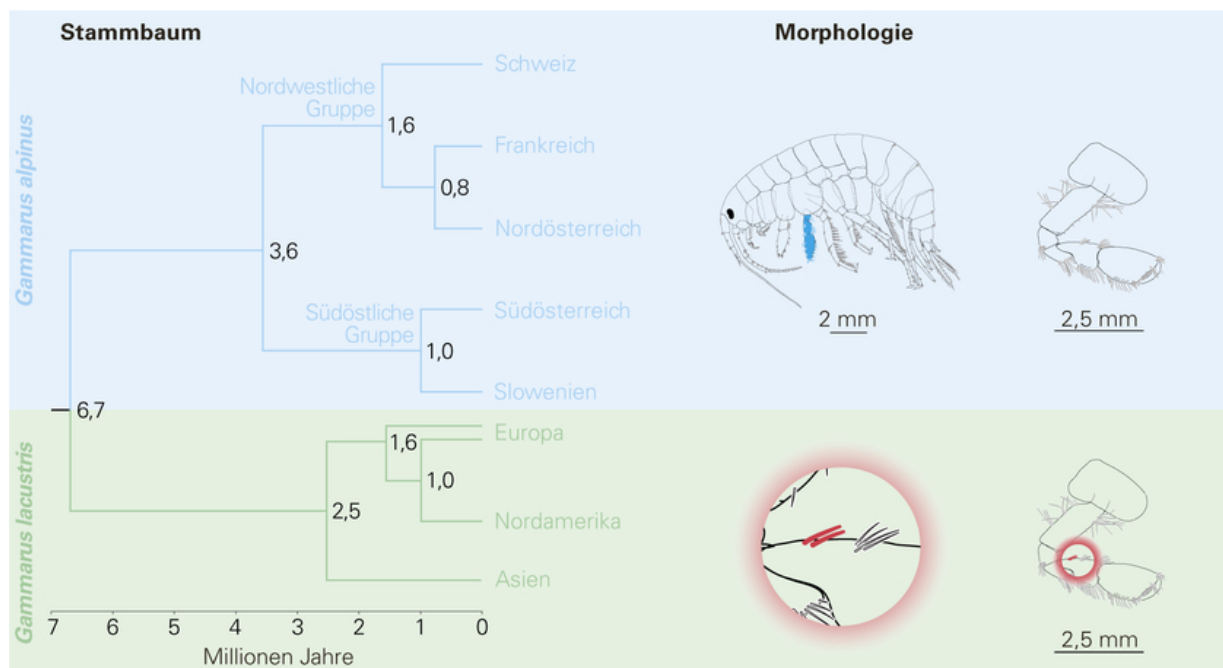 Stammbaum
Morphologie
Gammarus alpinus
Nordwestliche
Gruppe
Schweiz
1,6
Frankreich
0,8
Nordösterreich
3,6
Südöstliche
Gruppe
Südösterreich
1,0
Slowenien
2 mm
2,5 mm
6,7
Gammarus lacustris
Europa
1,6
1,0
2,5
Nordamerika
Asien
7 6 5 4 3 2 1 0
Millionen Jahre
2,5 mm